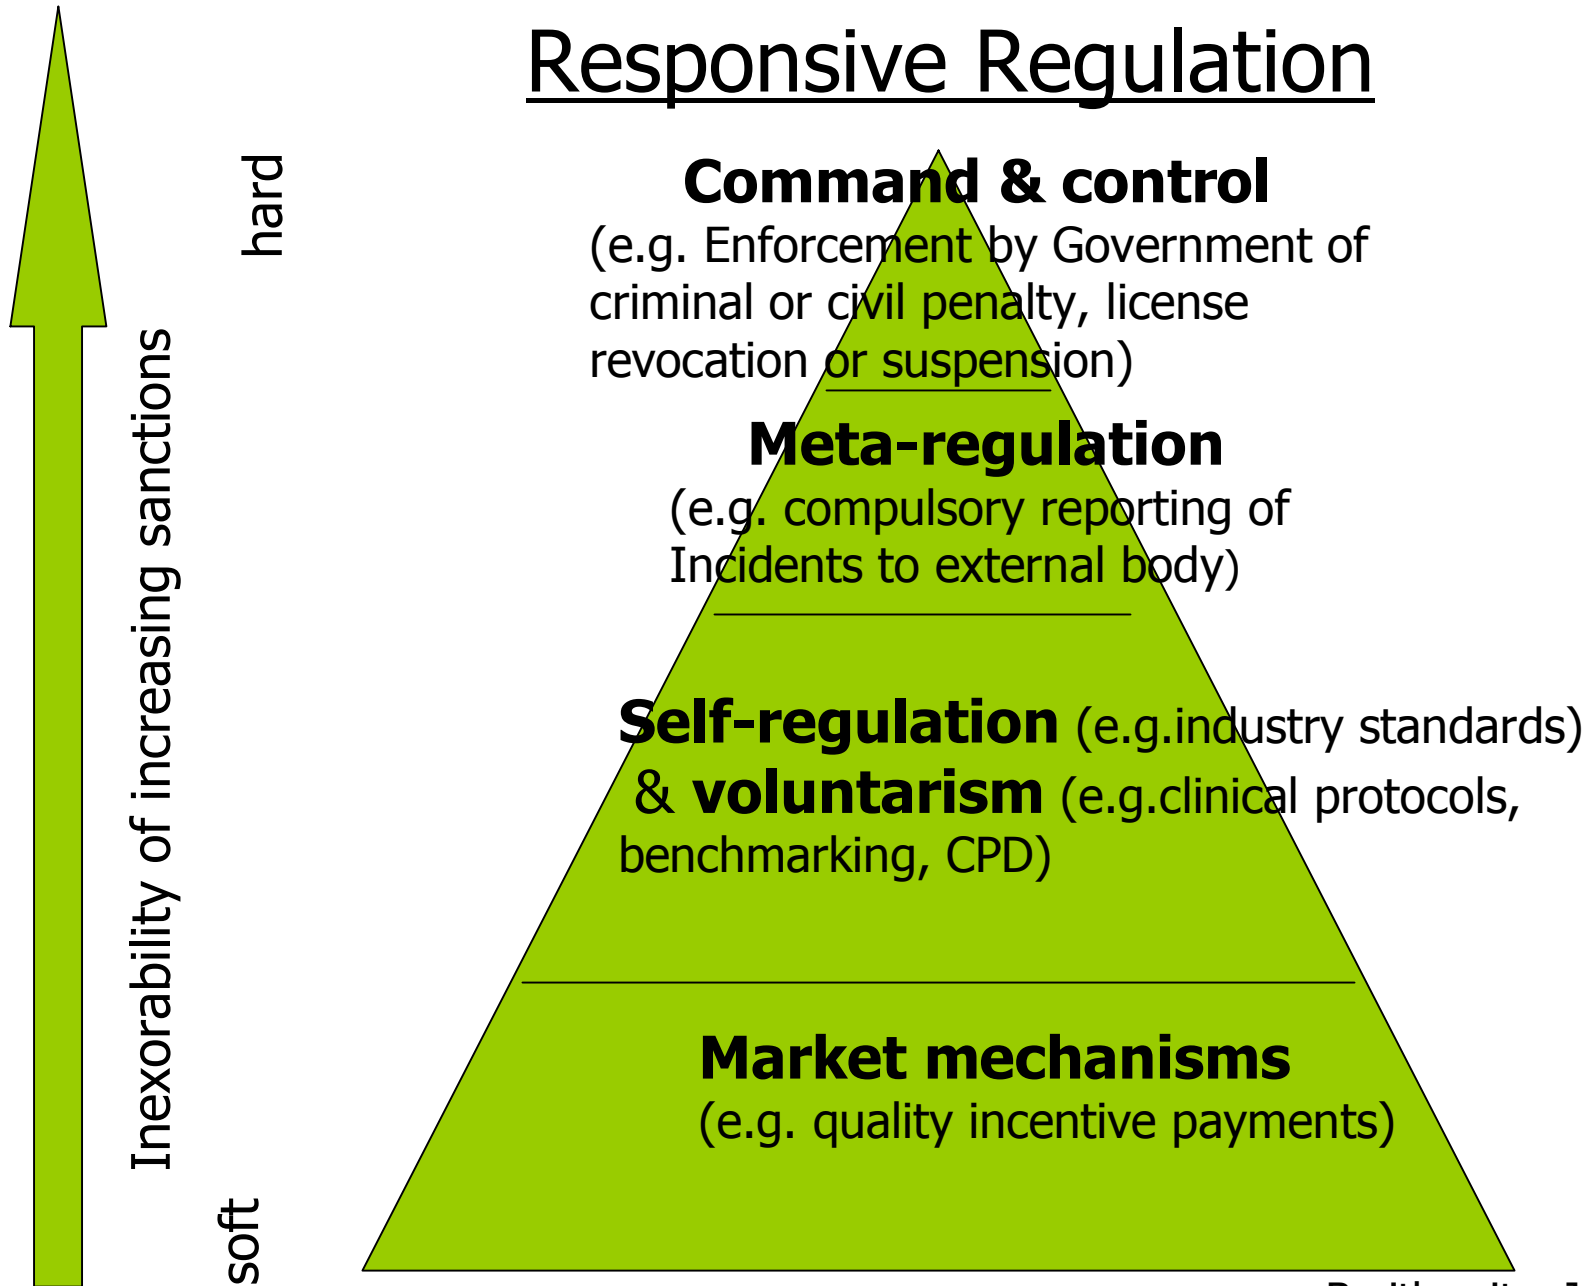 Responsive Regulation
hard
Inexorability of increasing sanctions
soft
Command & control
(e.g. Enforcement by Government of
criminal or civil penalty, license
revocation or suspension)
Meta-regulation
(e.g. compulsory reporting of
Incidents to external body)
Self-regulation (e.g.industry standards)
& voluntarism (e.g.clinical protocols,
benchmarking, CPD)
Market mechanisms
(e.g. quality incentive payments)